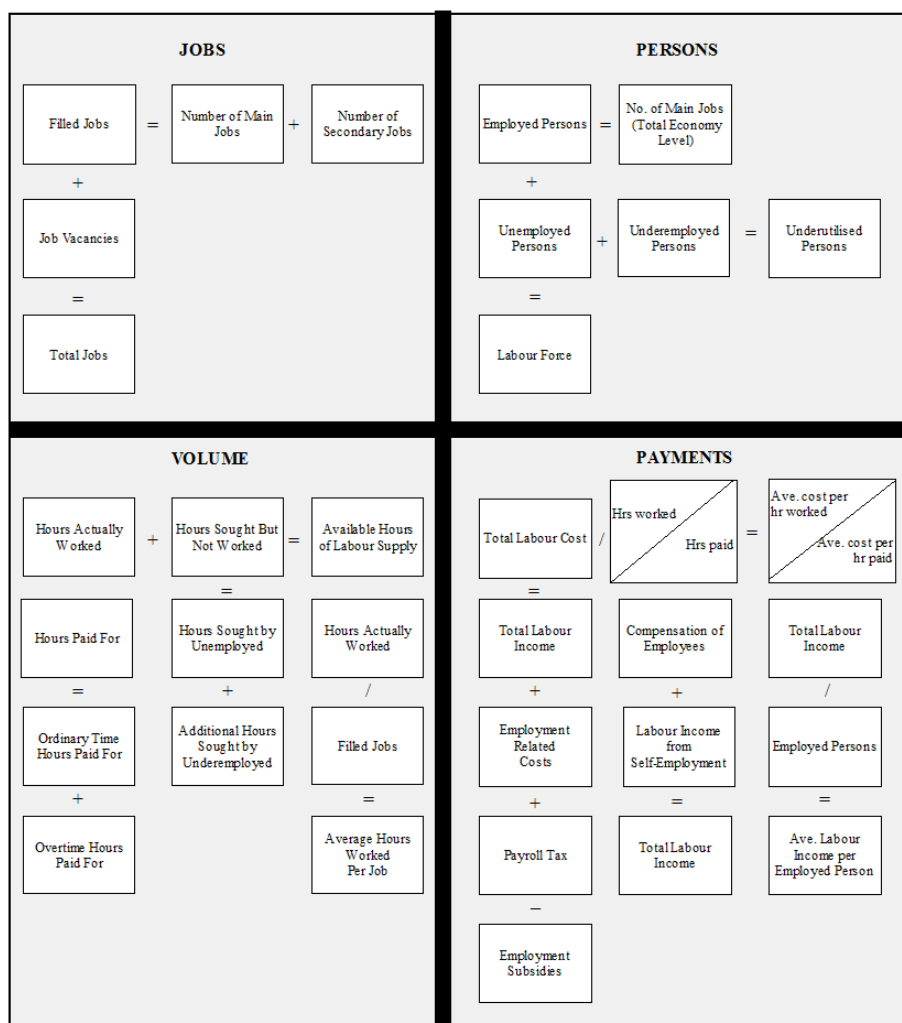 JOBS
Filled Jobs
=
Number of Main
Jobs
+
Number of
Secondary Jobs
+
Job Vacancies
=
Total Jobs
PERSONS
Employed Persons
=
No. of Main Jobs
(Total Economy
Level)
+
Unemployed
Persons
+
Underemployed
Persons
=
Underutilised
Persons
=
Labour Force
VOLUME
Hours Actually
Worked
+
Hours Sought But
Not Worked
=
Available Hours
of Labour Supply
=
Hours Paid For
Hours Sought by
Unemployed
Hours Actually
Worked
=
+
/
Ordinary Time
Hours Paid For
Additional Hours
Sought by
Underemployed
Filled Jobs
+
=
Overtime Hours
Paid For
Average Hours
Worked
Per Job
PAYMENTS
Total Labour Cost
/
Hrs worked
Hrs paid
=
Ave. cost per
hr worked
Ave. cost per
hr paid
=
Total Labour
Income
Compensation of
Employees
Total Labour
Income
+
+
/
Employment
Related
Costs
Labour Income
from
Self-Employment
Employed Persons
+
=
=
Payroll Tax
Total Labour
Income
Ave. Labour
Income per
Employed Person
−
Employment
Subsidies